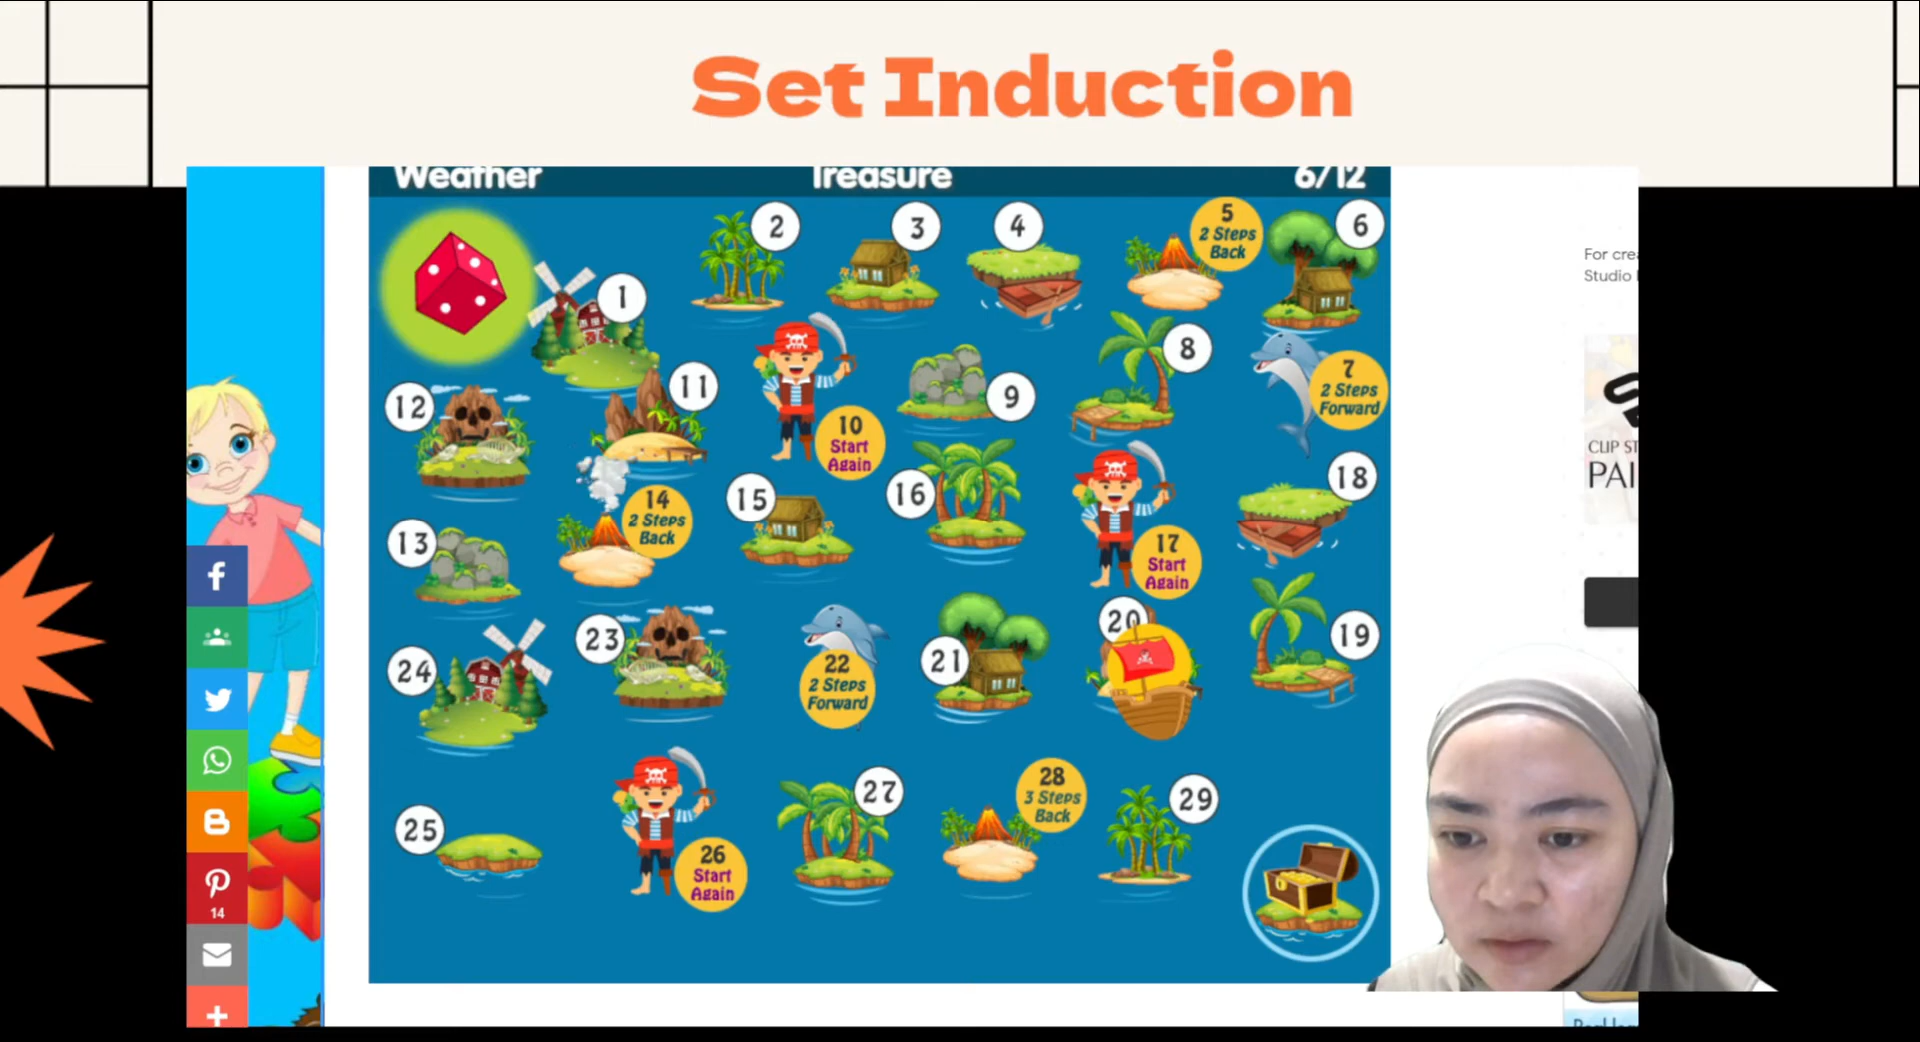 Set Induction
Weather
Treasure
6/12
1
2
3
4
5
2 Steps
Back
6
7
2 Steps
Forward
8
9
10
Start
Again
11
12
13
14
2 Steps
Back
15
16
17
Start
Again
18
19
20
21
22
2 Steps
Forward
23
24
25
26
Start
Again
27
28
3 Steps
Back
29
14
For cre
Studio
CLIP ST
PAI